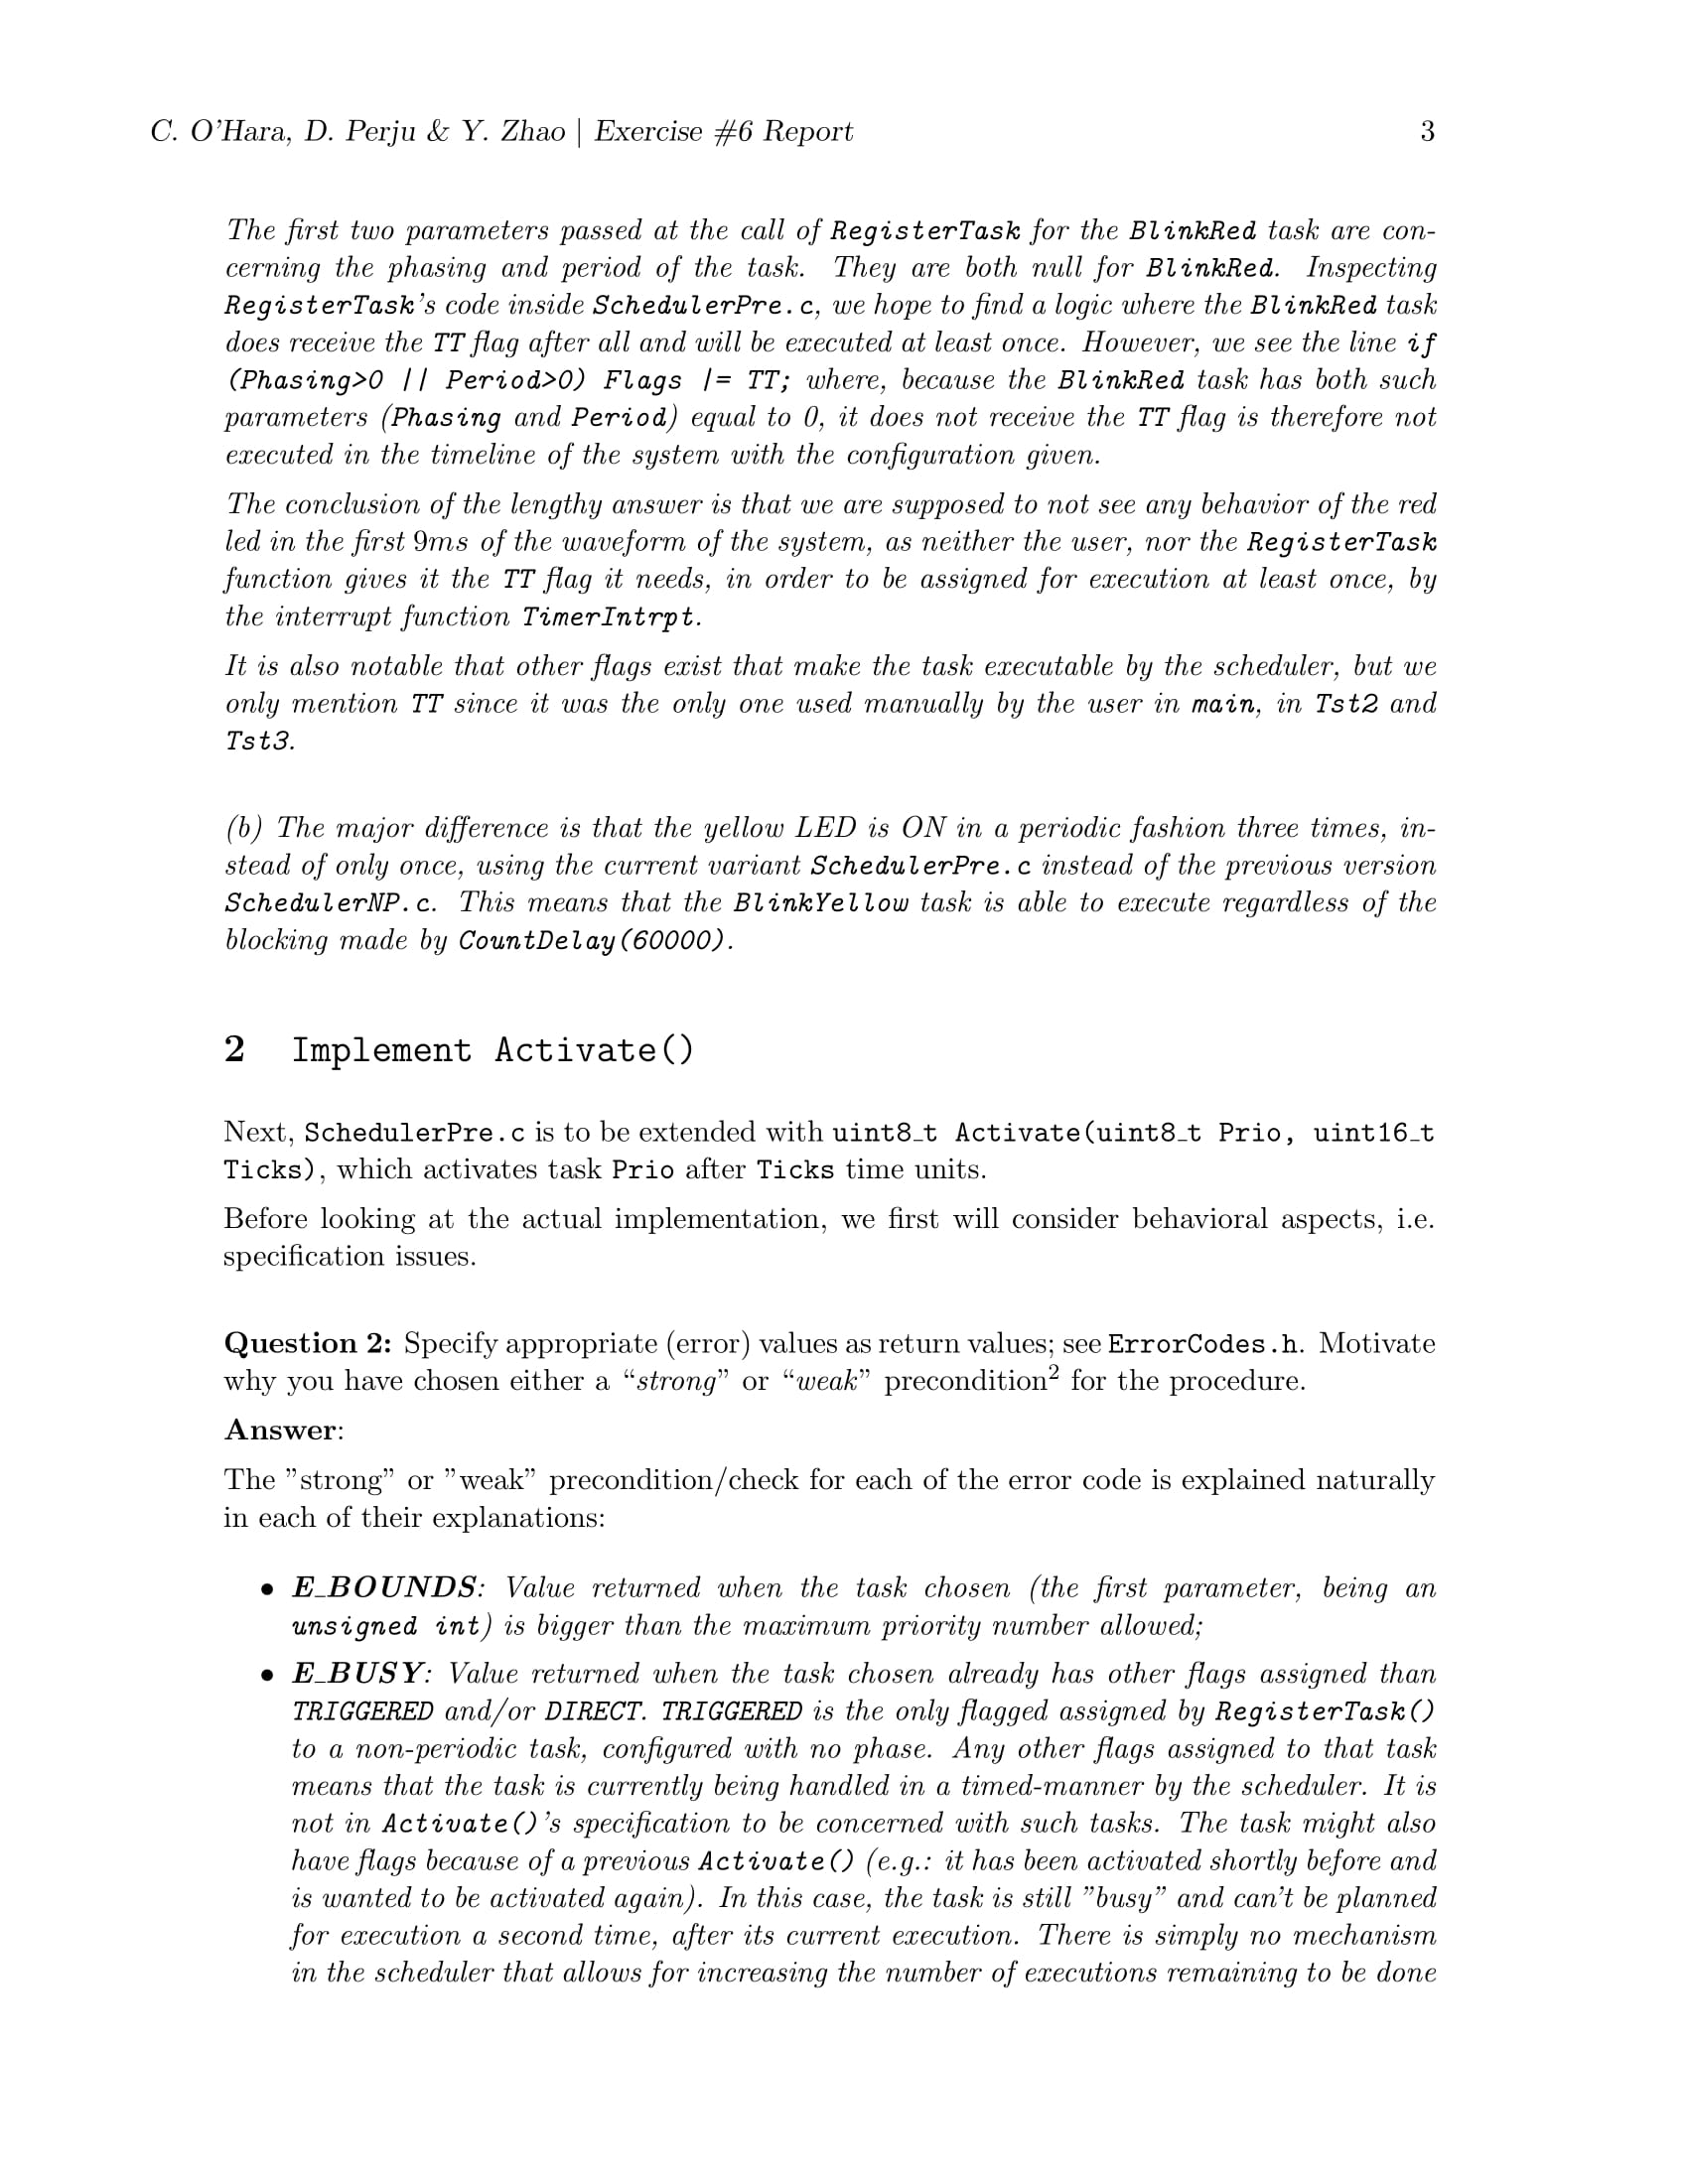 C. O'Hara, D. Perju & Y. Zhao | Exercise #6 Report 3
The first two parameters passed at the call of RegisterTask for the BlinkRed task are con-
cerning the phasing and period of the task. They are both null for BlinkRed. Inspecting
RegisterTask's code inside SchedulerPre.c, we hope to find a logic where the BlinkRed task
does receive the TT flag after all and will be executed at least once. However, we see the line if
(Phasing>0 || Period>0) Flags |= TT; where, because the BlinkRed task has both such
parameters (Phasing and Period) equal to 0, it does not receive the TT flag is therefore not
executed in the timeline of the system with the configuration given.
The conclusion of the lengthy answer is that we are supposed to not see any behavior of the red
led in the first 9ms of the waveform of the system, as neither the user, nor the RegisterTask
function gives it the TT flag it needs, in order to be assigned for execution at least once, by
the interrupt function TimerIntrpt.
It is also notable that other flags exist that make the task executable by the scheduler, but we
only mention TT since it was the only one used manually by the user in main, in Tst2 and
Tst3.
(b) The major difference is that the yellow LED is ON in a periodic fashion three times, in-
stead of only once, using the current variant SchedulerPre.c instead of the previous version
SchedulerNP.c. This means that the BlinkYellow task is able to execute regardless of the
blocking made by CountDelay(60000).
2 Implement Activate()
Next, SchedulerPre.c is to be extended with uint8_t Activate(uint8_t Prio, uint16_t
Ticks), which activates task Prio after Ticks time units.
Before looking at the actual implementation, we first will consider behavioral aspects, i.e.
specification issues.
Question 2: Specify appropriate (error) values as return values; see ErrorCodes.h. Motivate
why you have chosen either a “strong” or “weak” precondition2 for the procedure.
Answer:
The ”strong” or ”weak” precondition/check for each of the error code is explained naturally
in each of their explanations:
• E_BOUNDS: Value returned when the task chosen (the first parameter, being an
unsigned int) is bigger than the maximum priority number allowed;
• E_BUSY: Value returned when the task chosen already has other flags assigned than
TRIGGERED and/or DIRECT. TRIGGERED is the only flagged assigned by RegisterTask()
to a non-periodic task, configured with no phase. Any other flags assigned to that task
means that the task is currently being handled in a timed-manner by the scheduler. It is
not in Activate()'s specification to be concerned with such tasks. The task might also
have flags because of a previous Activate() (e.g.: it has been activated shortly before and
is wanted to be activated again). In this case, the task is still ”busy” and can't be planned
for execution a second time, after its current execution. There is simply no mechanism
in the scheduler that allows for increasing the number of executions remaining to be done